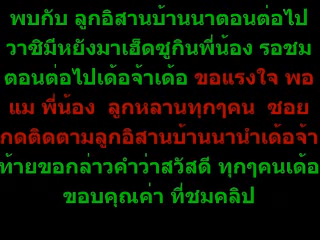 พบกับ ลูกอิสานบ้านนาตอนต่อไป
วาซิมีหยังมาเฮ็ดซูกินพี่น้อง รอชม
ตอนต่อไปเด้อจ้าเด้อ ขอแรงใจ พอ
แม พี่น้อง ลูกหลานทุกๆคน ซอย
กดติดตามลูกอิสานบ้านนานำเด้อจ้า
ท้ายขอกล่าวคำว่าสวัสดี ทุกๆคนเด้อ
ขอบคุณค่า ที่ชมคลิป